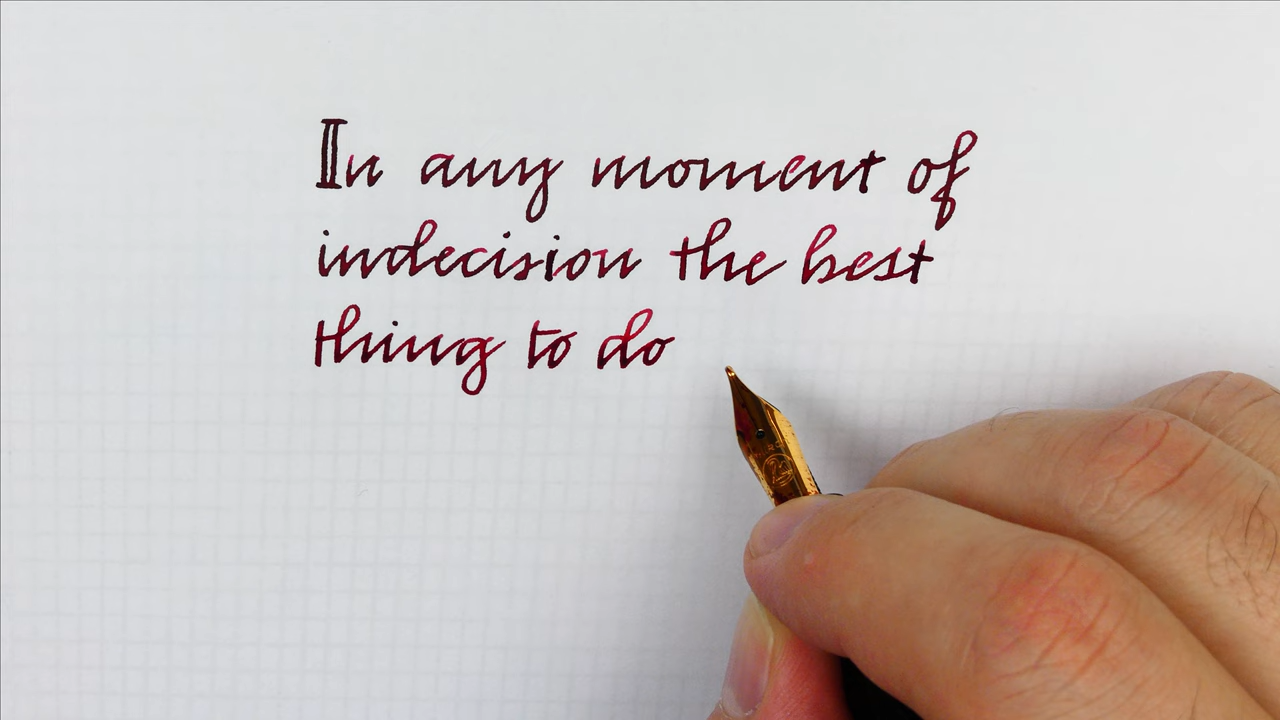 In any moment of
indecision the best
thing to do